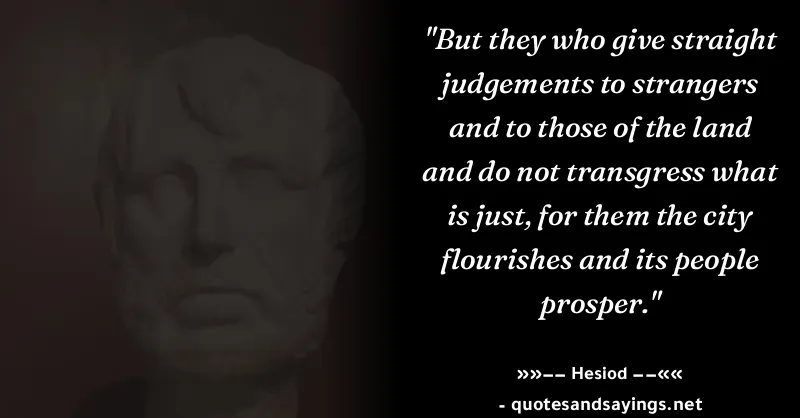 "But they who give straight
judgements to strangers
and to those of the land
and do not transgress what
is just, for them the city
flourishes and its people
prosper."
»»−− Hesiod −−««
- quotesandsayings.net